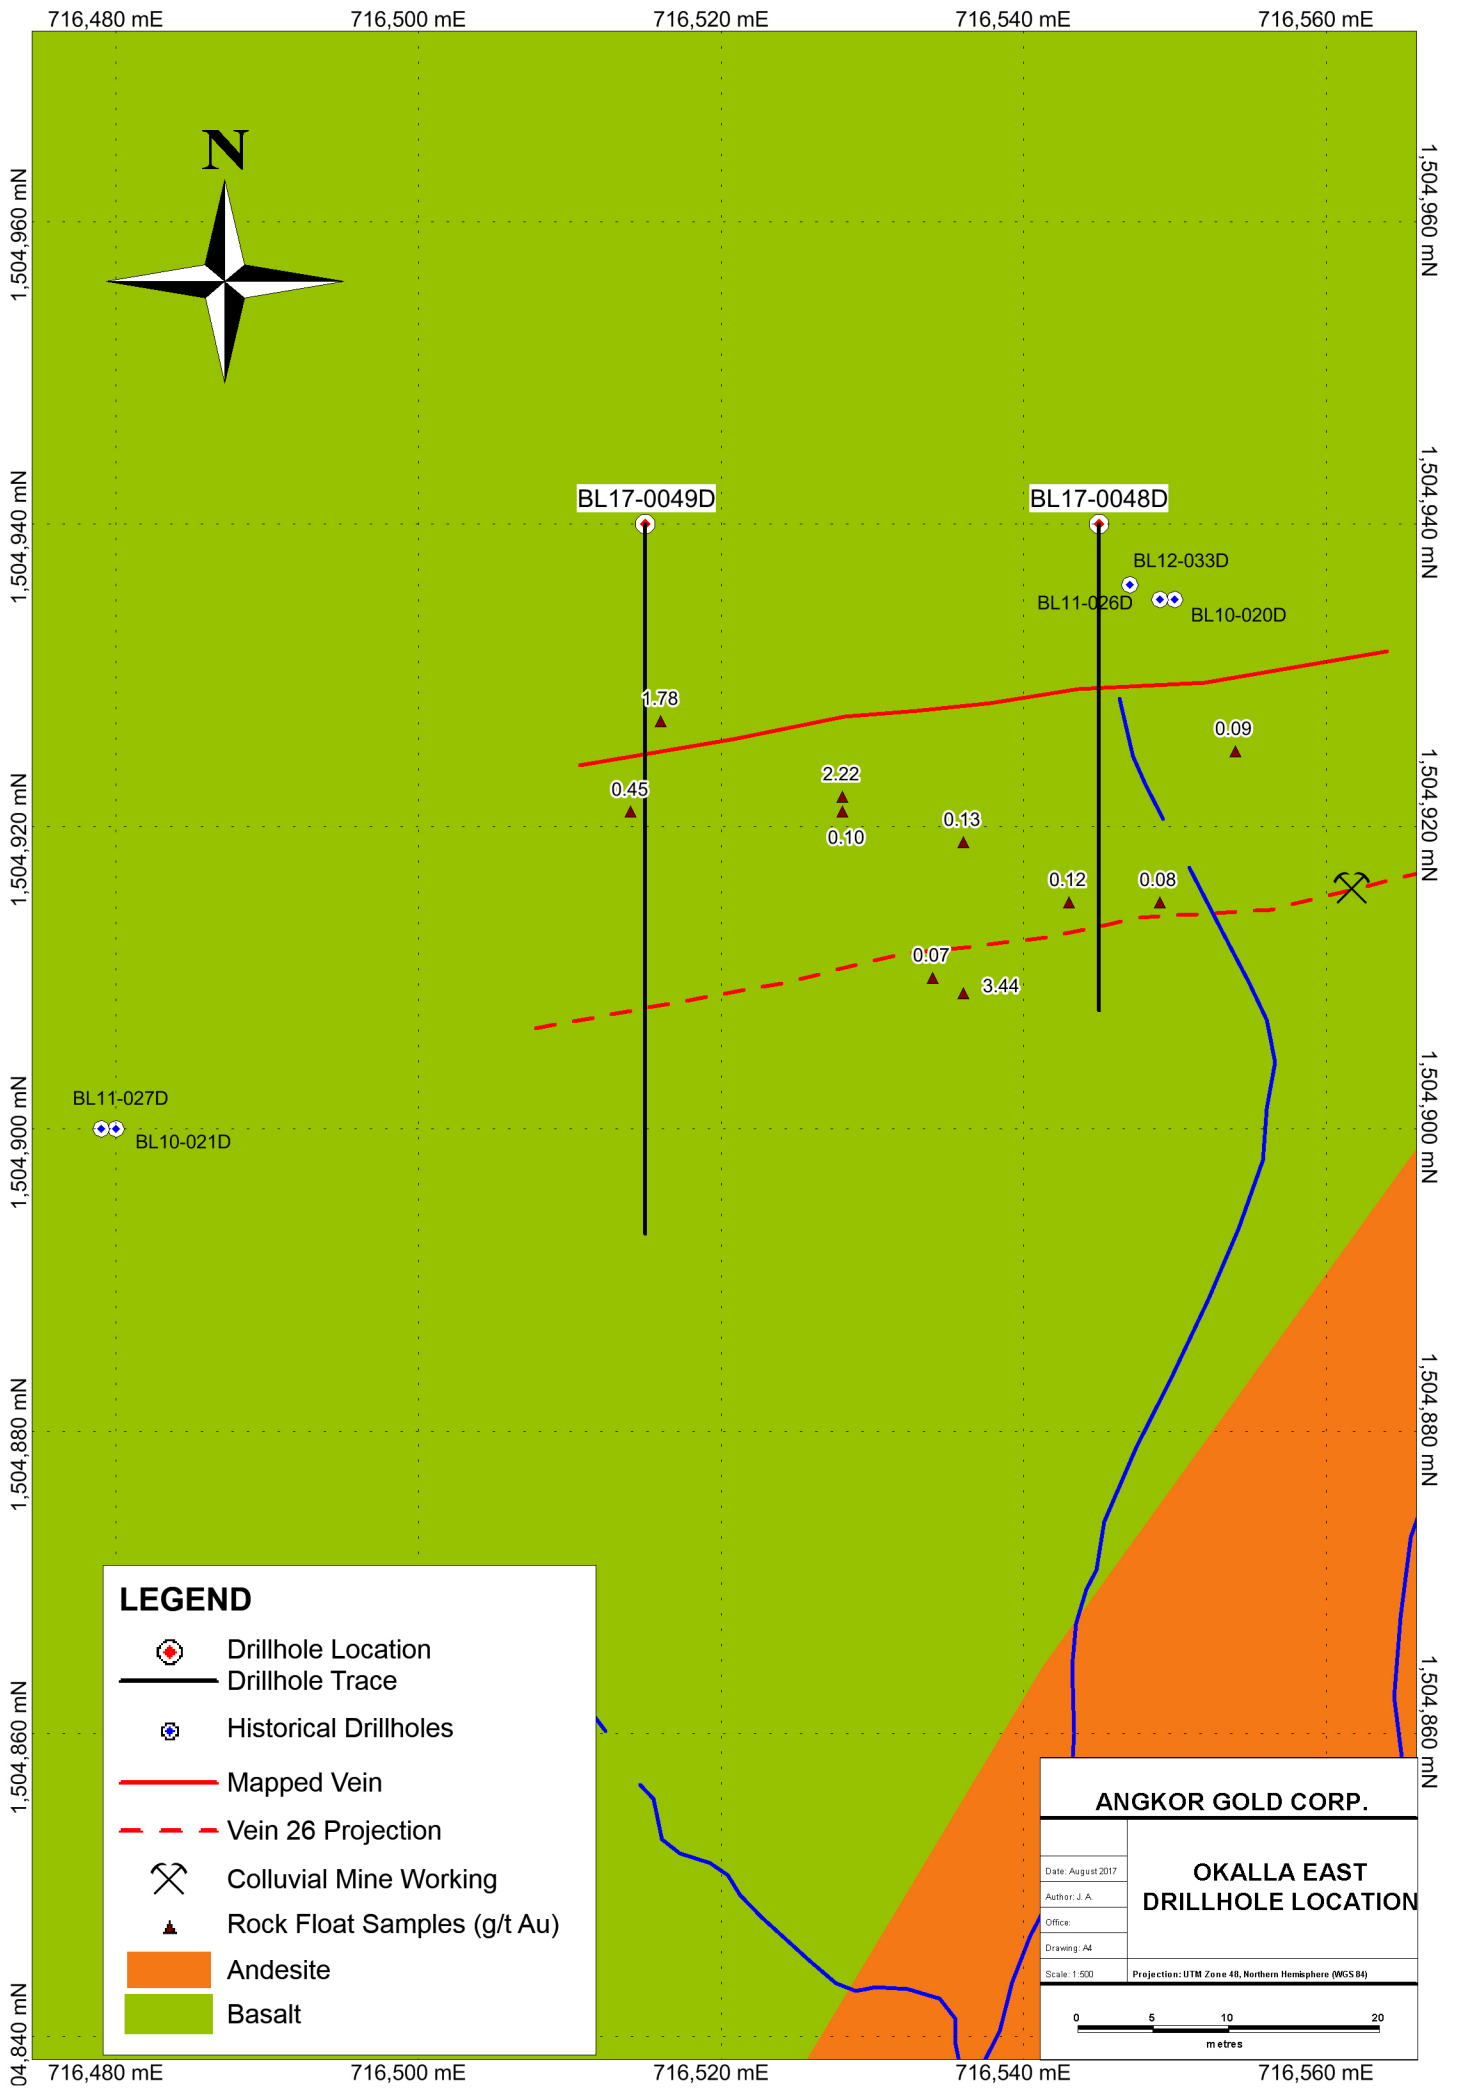 716,480 mE 716,500 mE 716,520 mE 716,540 mE 716,560 mE
N
1,504,960 mN
1,504,960 mN
1,504,940 mN
1,504,940 mN
BL17-0049D
BL17-0048D
BL12-033D
BL11-026D
BL10-020D
1.78
0.09
2.22
0.45
0.13
0.10
1,504,920 mN
1,504,920 mN
0.12
0.08
0.07
3.44
BL11-027D
BL10-021D
1,504,900 mN
1,504,900 mN
1,504,880 mN
1,504,880 mN
1,504,860 mN
1,504,860 mN
04,840 mN
LEGEND
Drillhole Location
Drillhole Trace
Historical Drillholes
Mapped Vein
Vein 26 Projection
Colluvial Mine Working
Rock Float Samples (g/t Au)
Andesite
Basalt
ANGKOR GOLD CORP.
OKALLA EAST
DRILLHOLE LOCATION
Date: August 2017
Author: J. A.
Office:
Drawing: A4
Scale: 1:500
Projection: UTM Zone 48, Northern Hemisphere (WGS 84)
0 5 10 20
metres
716,480 mE 716,500 mE 716,520 mE 716,540 mE 716,560 mE